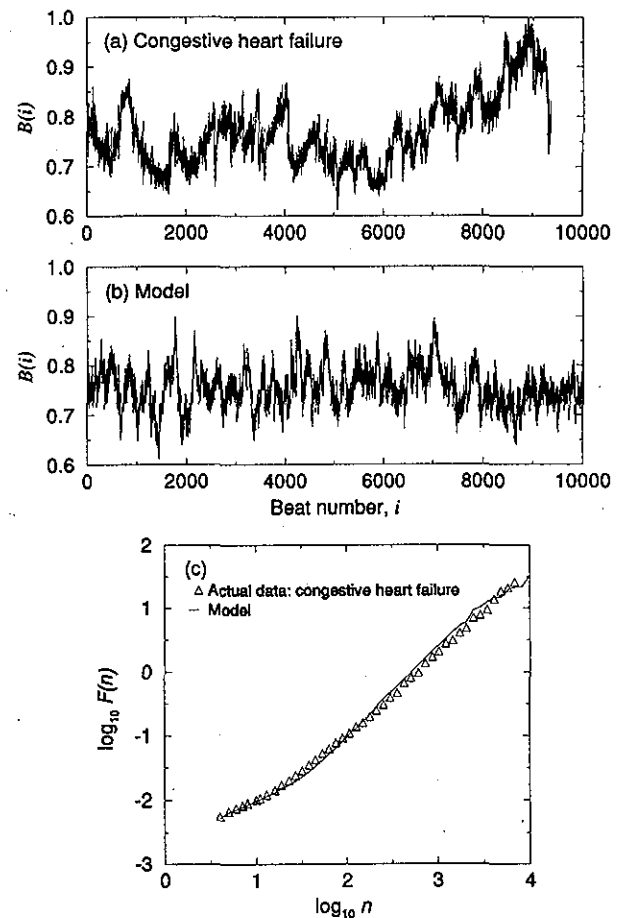 (a) Congestive heart failure
B(i)
1.0
0.9
0.8
0.7
0.6
0 2000 4000 6000 8000 10000
(b) Model
B(i)
1.0
0.9
0.8
0.7
0.6
0 2000 4000 6000 8000 10000
Beat number, i
(c)
△ Actual data: congestive heart failure
— Model
log10 F(n)
2
1
0
-1
-2
-3
0 1 2 3 4
log10 n